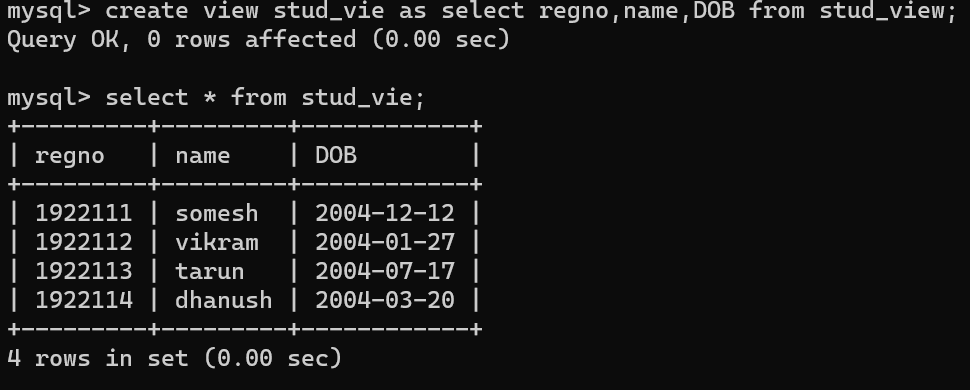 mysql> create view stud_vie as select regno,name,DOB from stud_view;
Query OK, 0 rows affected (0.00 sec)

mysql> select * from stud_vie;
+---------+---------+------------+
| regno   | name    | DOB        |
+---------+---------+------------+
| 1922111 | somesh  | 2004-12-12 |
| 1922112 | vikram  | 2004-01-27 |
| 1922113 | tarun   | 2004-07-17 |
| 1922114 | dhanush | 2004-03-20 |
+---------+---------+------------+
4 rows in set (0.00 sec)